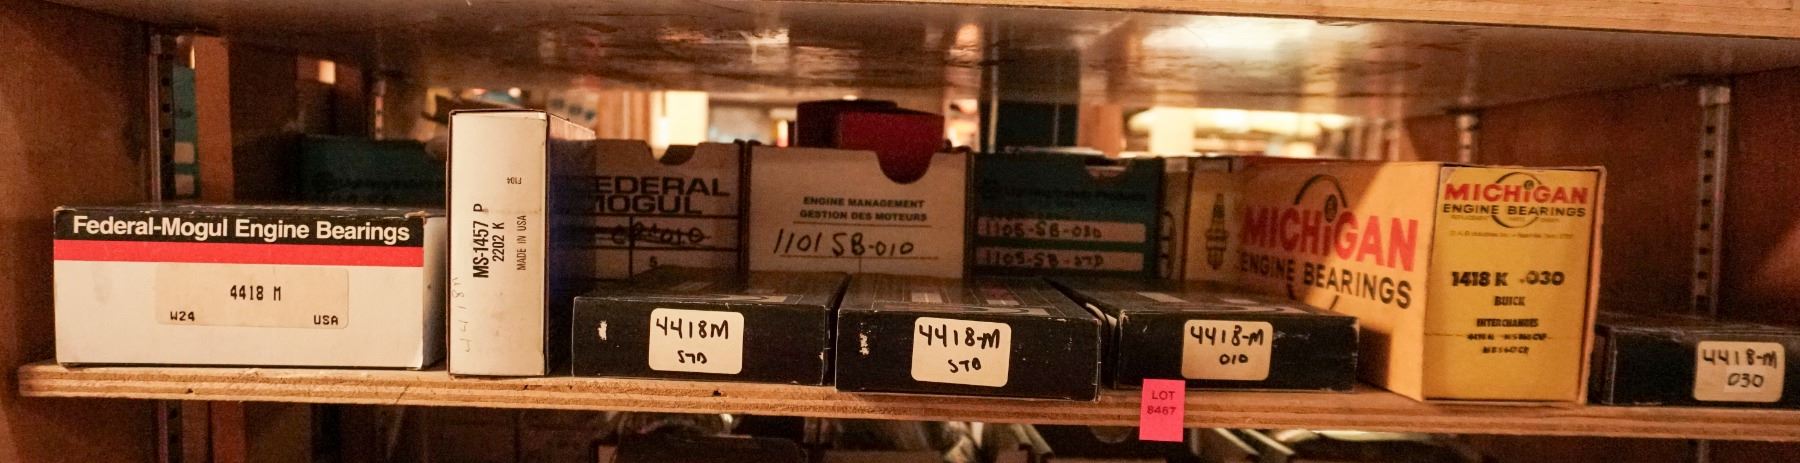 Federal-Mogul Engine Bearings
4418 M
W24 USA
MS-1457 P
2202 K
MADE IN USA
F104
4418M
FEDERAL
MOGUL
ENGINE MANAGEMENT
GESTION DES MOTEURS
1101 SB-010
1105-SB-030
1105-SB-STD
4418M
STD
4418-M
STD
4418-M
010
LOT
8467
MICHIGAN
ENGINE BEARINGS
MICHIGAN
ENGINE BEARINGS
1418 K .030
BUICK
INTERCHANGES
4418-M
030